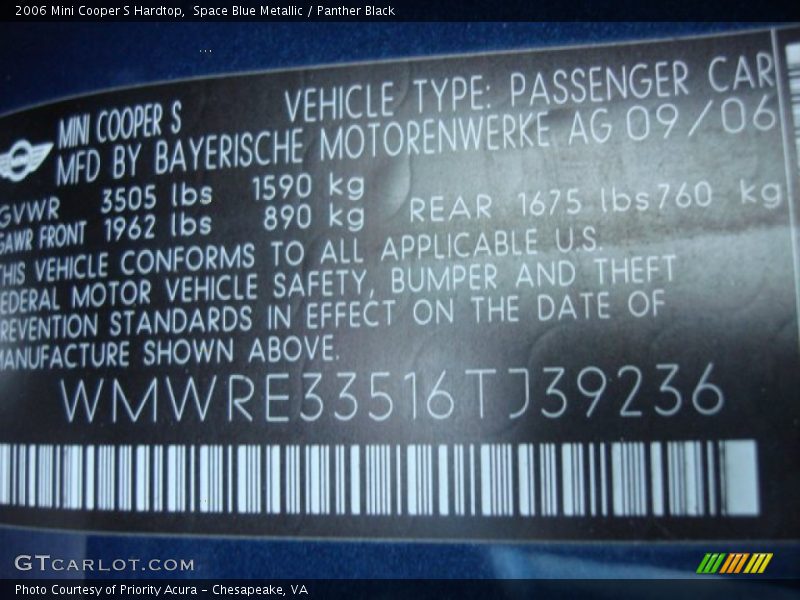 2006 Mini Cooper S Hardtop,  Space Blue Metallic / Panther Black
MINI COOPER S VEHICLE TYPE: PASSENGER CAR
MFD BY BAYERISCHE MOTORENWERKE AG 09/06
GVWR 3505 lbs 1590 kg
GAWR FRONT 1962 lbs 890 kg REAR 1675 lbs 760 kg
THIS VEHICLE CONFORMS TO ALL APPLICABLE U.S.
FEDERAL MOTOR VEHICLE SAFETY, BUMPER AND THEFT
REVENTION STANDARDS IN EFFECT ON THE DATE OF
MANUFACTURE SHOWN ABOVE.
WMWRE33516TJ39236
GTCARLOT.COM
Photo Courtesy of Priority Acura - Chesapeake, VA